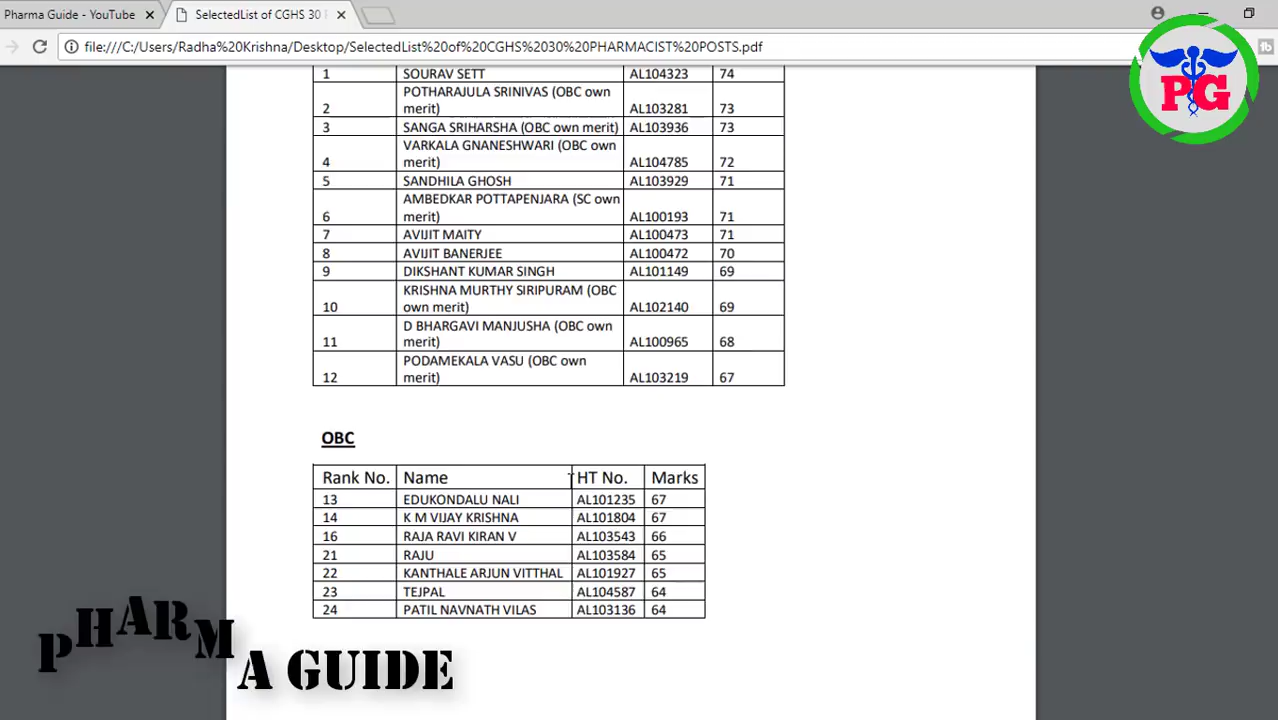 Pharma Guide - YouTube
SelectedList of CGHS 30
file:///C:/Users/Radha%20Krishna/Desktop/SelectedList%20of%20CGHS%2030%20PHARMACIST%20POSTS.pdf
PG
1 SOURAV SETT AL104323 74
POTHARAJULA SRINIVAS (OBC own
2 merit) AL103281 73
3 SANGA SRIHARSHA (OBC own merit) AL103936 73
VARKALA GNANESHWARI (OBC own
4 merit) AL104785 72
5 SANDHILA GHOSH AL103929 71
AMBEDKAR POTTAPENJARA (SC own
6 merit) AL100193 71
7 AVIJIT MAITY AL100473 71
8 AVIJIT BANERJEE AL100472 70
9 DIKSHANT KUMAR SINGH AL101149 69
KRISHNA MURTHY SIRIPURAM (OBC
10 own merit) AL102140 69
D BHARGAVI MANJUSHA (OBC own
11 merit) AL100965 68
PODAMEKALA VASU (OBC own
12 merit) AL103219 67
OBC
Rank No. Name HT No. Marks
13 EDUKONDALU NALI AL101235 67
14 K M VIJAY KRISHNA AL101804 67
16 RAJA RAVI KIRAN V AL103543 66
21 RAJU AL103584 65
22 KANTHALE ARJUN VITTHAL AL101927 65
23 TEJPAL AL104587 64
24 PATIL NAVNATH VILAS AL103136 64
PHARMA GUIDE